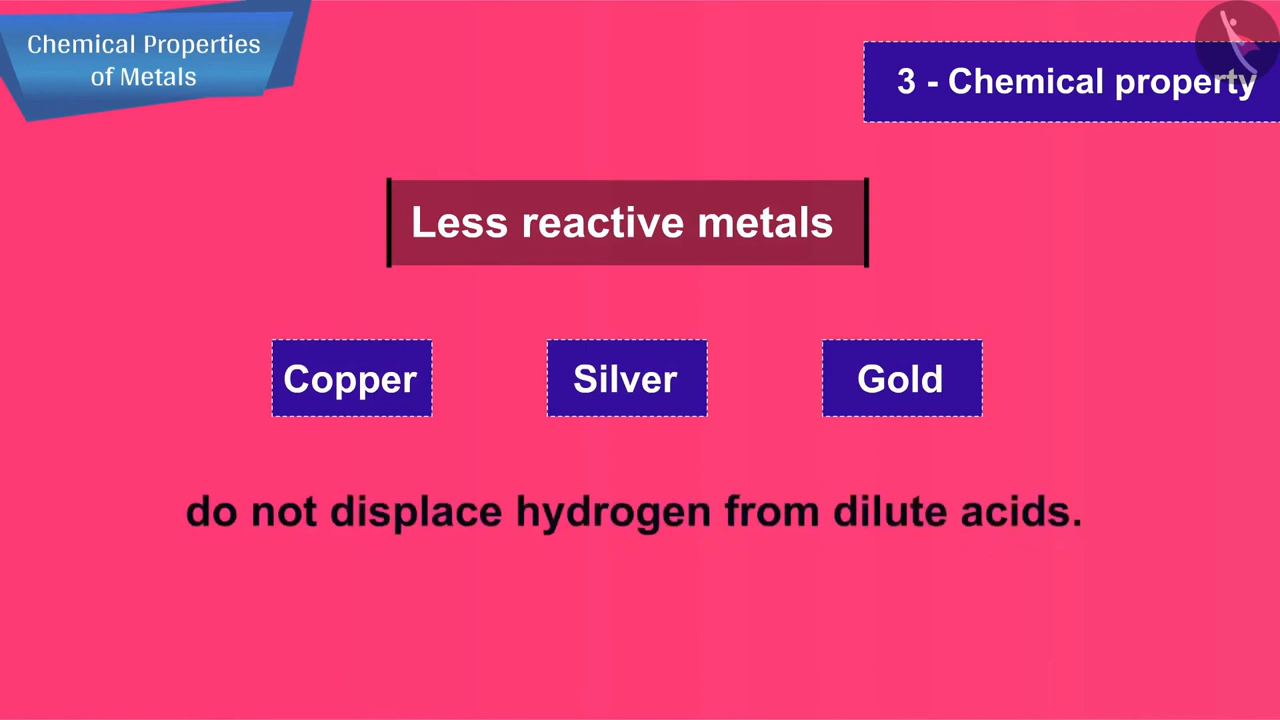 Chemical Properties
of Metals
3 - Chemical property
Less reactive metals
Copper
Silver
Gold
do not displace hydrogen from dilute acids.